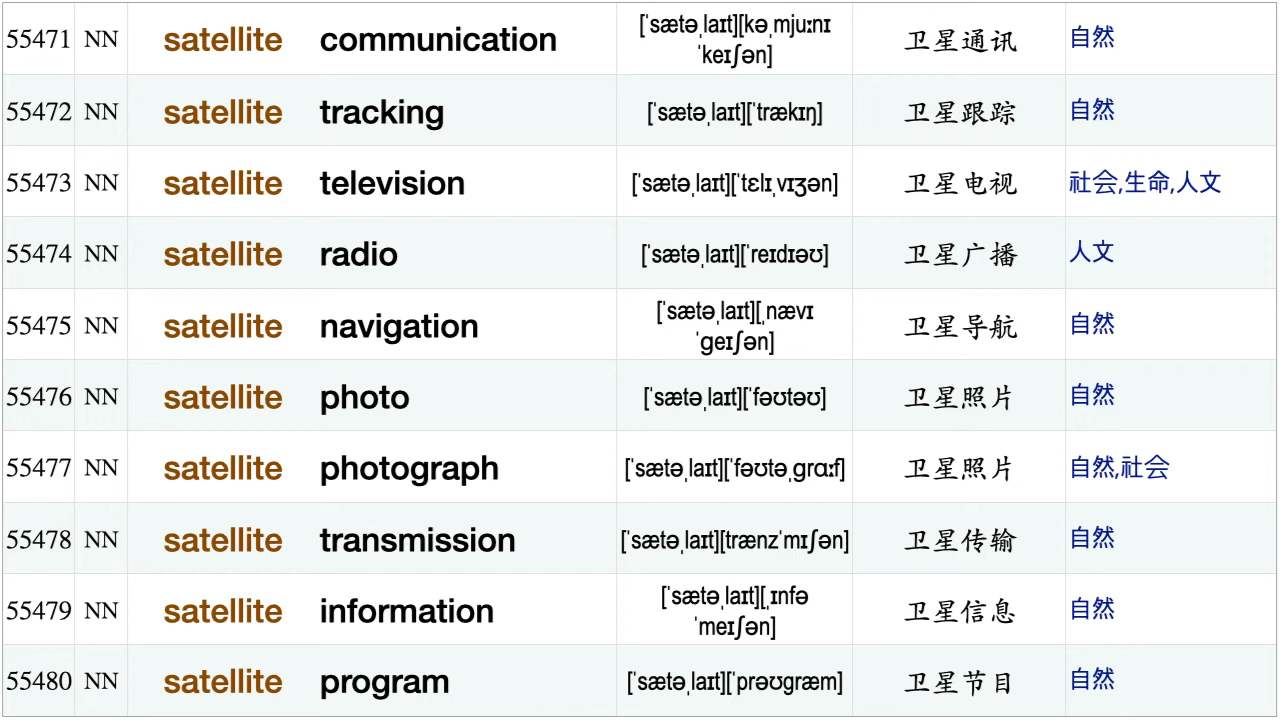 55471 NN satellite communication [ˈsætəˌlaɪt][kəˌmjuːnɪ
ˈkeɪʃən] 卫星通讯 自然
55472 NN satellite tracking [ˈsætəˌlaɪt][ˈtrækɪŋ] 卫星跟踪 自然
55473 NN satellite television [ˈsætəˌlaɪt][ˈtɛlɪˌvɪʒən] 卫星电视 社会,生命,人文
55474 NN satellite radio [ˈsætəˌlaɪt][ˈreɪdɪəʊ] 卫星广播 人文
55475 NN satellite navigation [ˈsætəˌlaɪt][ˌnævɪ
ˈɡeɪʃən] 卫星导航 自然
55476 NN satellite photo [ˈsætəˌlaɪt][ˈfəʊtəʊ] 卫星照片 自然
55477 NN satellite photograph [ˈsætəˌlaɪt][ˈfəʊtəˌɡrɑːf] 卫星照片 自然,社会
55478 NN satellite transmission [ˈsætəˌlaɪt][trænzˈmɪʃən] 卫星传输 自然
55479 NN satellite information [ˈsætəˌlaɪt][ˌɪnfə
ˈmeɪʃən] 卫星信息 自然
55480 NN satellite program [ˈsætəˌlaɪt][ˈprəʊɡræm] 卫星节目 自然